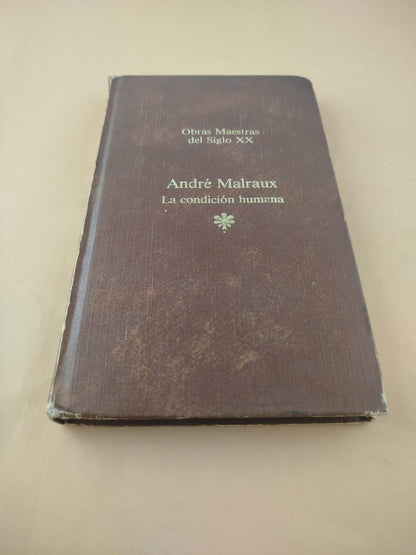 Obras Maestras
del Siglo XX
André Malraux
La condición humana